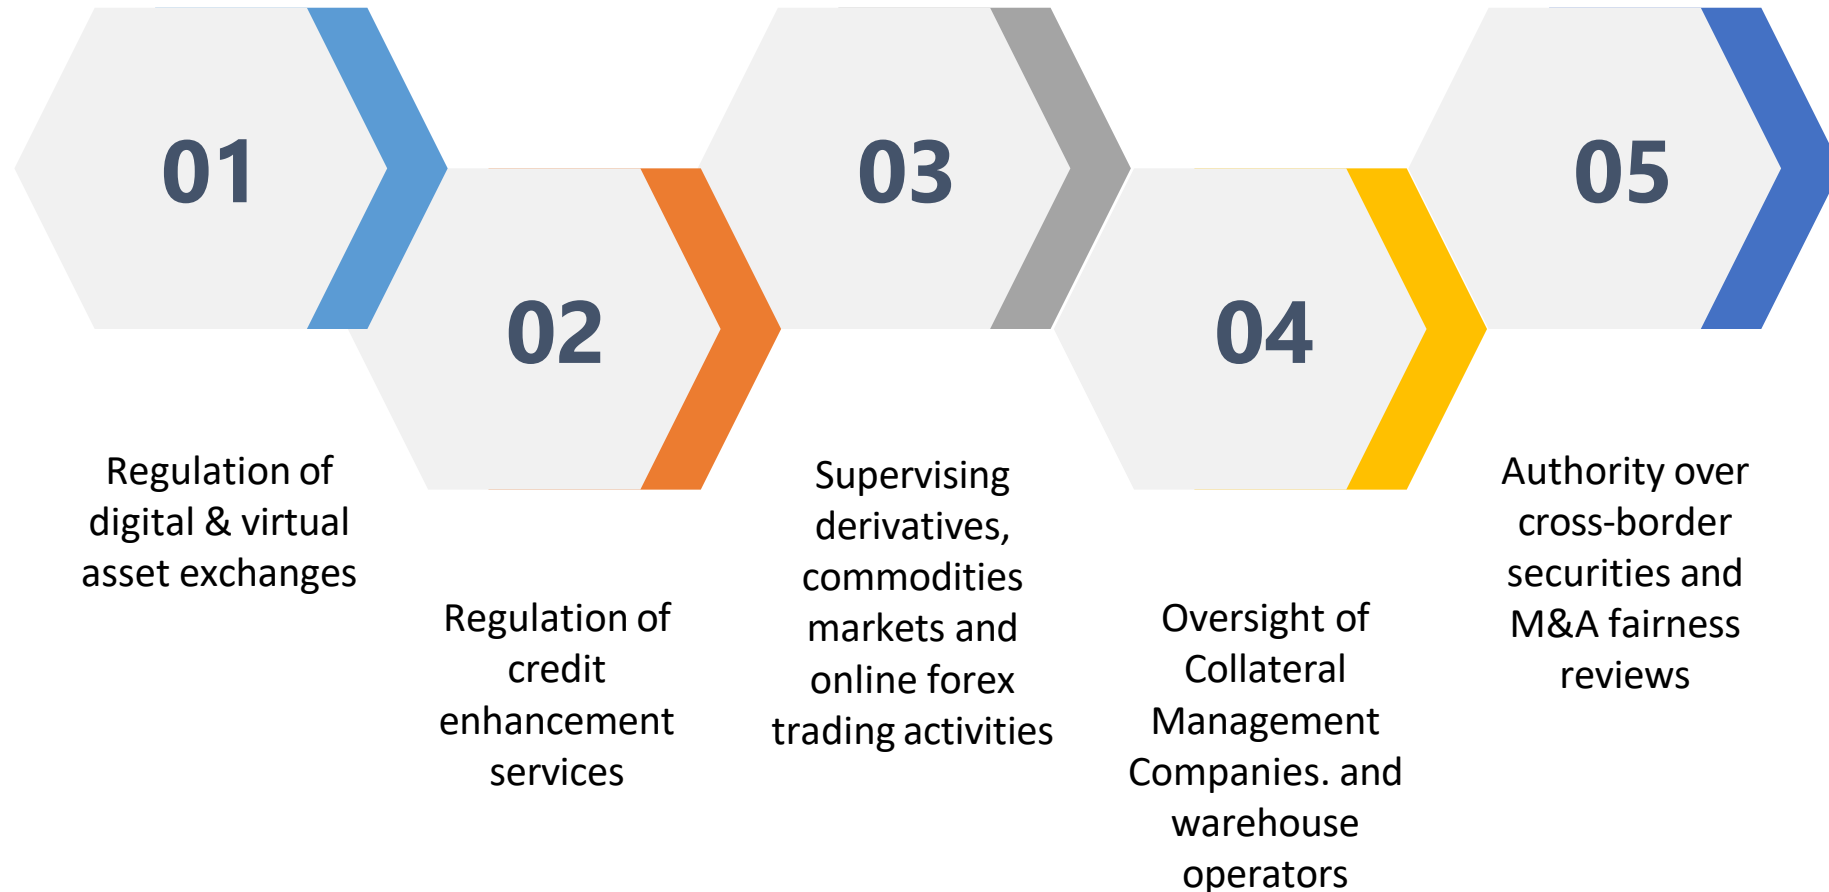 01
Regulation of
digital & virtual
asset exchanges
02
Regulation of
credit
enhancement
services
03
Supervising
derivatives,
commodities
markets and
online forex
trading activities
04
Oversight of
Collateral
Management
Companies. and
warehouse
operators
05
Authority over
cross-border
securities and
M&A fairness
reviews